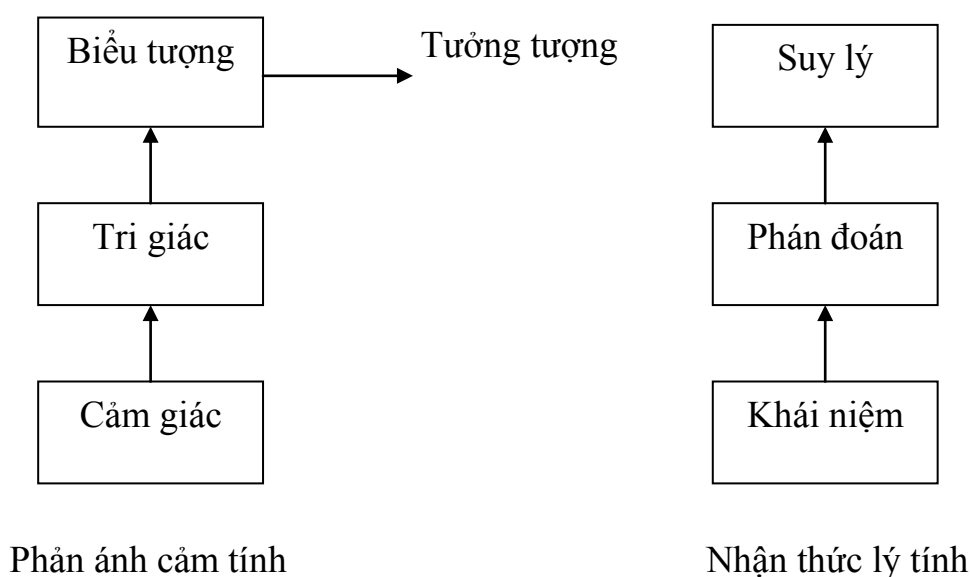 Biểu tượng
Tưởng tượng
Suy lý
Tri giác
Phán đoán
Cảm giác
Khái niệm
Phản ánh cảm tính
Nhận thức lý tính